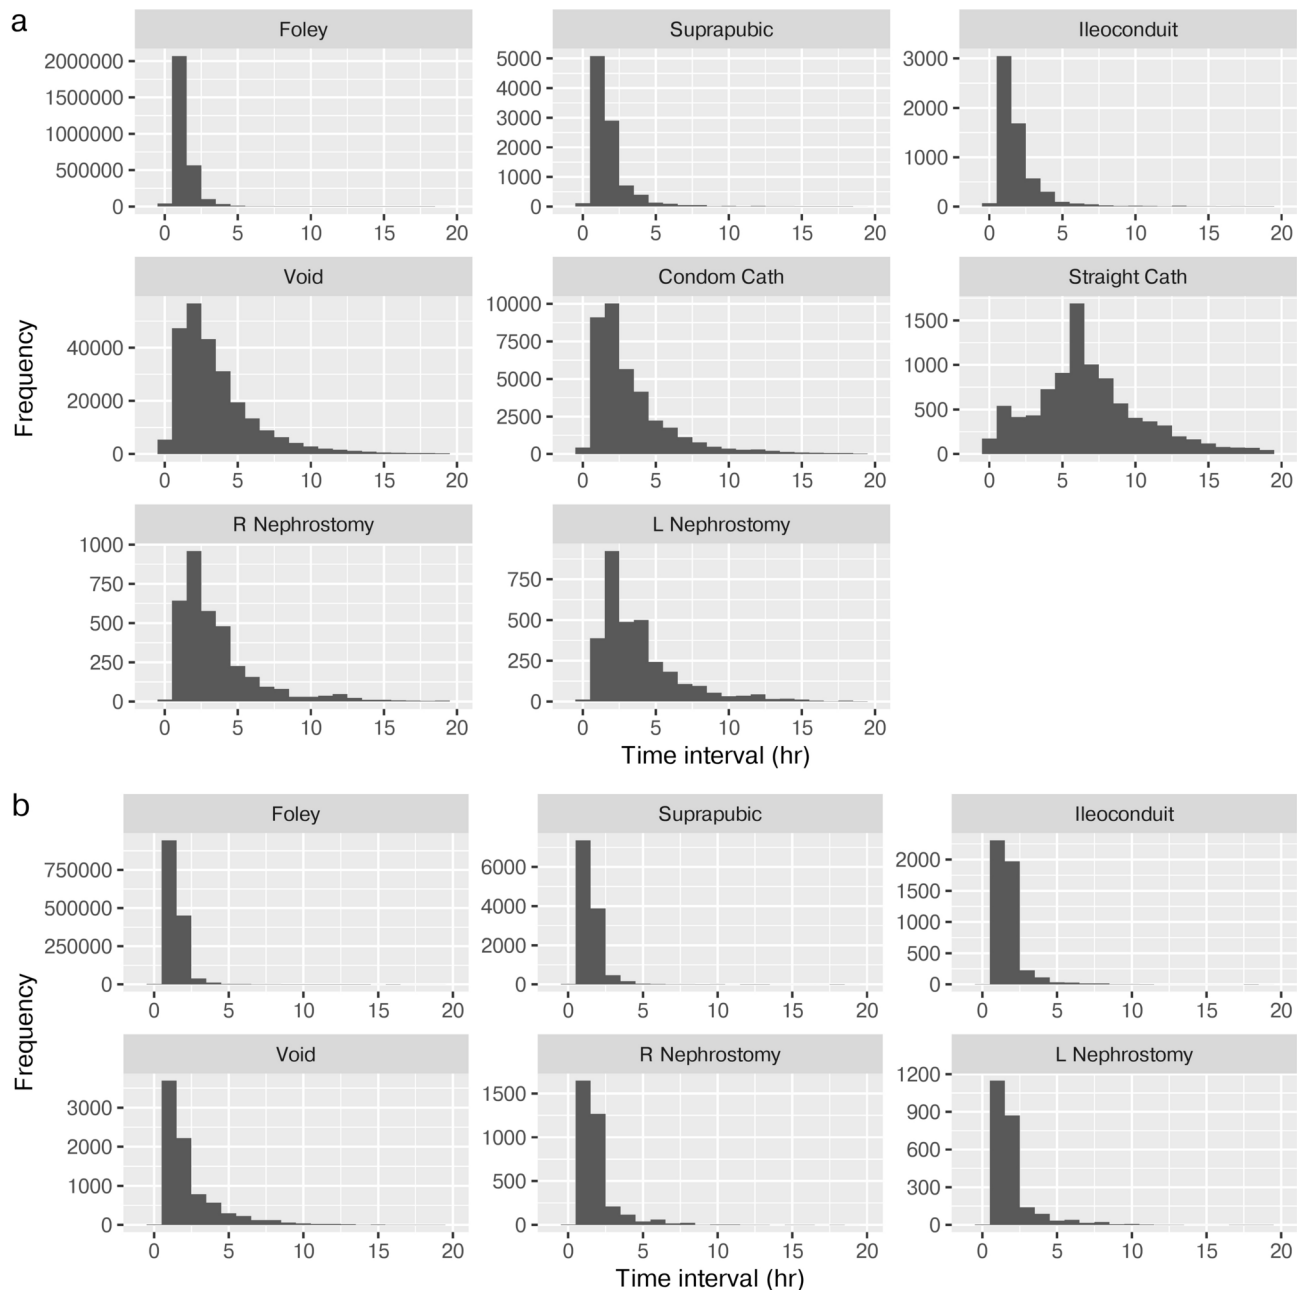 a
Foley
Suprapubic
Ileoconduit
2000000
1500000
1000000
500000
0
0 5 10 15 20
5000
4000
3000
2000
1000
0
0 5 10 15 20
3000
2000
1000
0
0 5 10 15 20
Frequency
Void
Condom Cath
Straight Cath
40000
20000
0
0 5 10 15 20
10000
7500
5000
2500
0
0 5 10 15 20
1500
1000
500
0
0 5 10 15 20
R Nephrostomy
L Nephrostomy
1000
750
500
250
0
0 5 10 15 20
750
500
250
0
0 5 10 15 20
Time interval (hr)
b
Foley
Suprapubic
Ileoconduit
750000
500000
250000
0
0 5 10 15 20
6000
4000
2000
0
0 5 10 15 20
2000
1500
1000
500
0
0 5 10 15 20
Frequency
Void
R Nephrostomy
L Nephrostomy
3000
2000
1000
0
0 5 10 15 20
1500
1000
500
0
0 5 10 15 20
1200
900
600
300
0
0 5 10 15 20
Time interval (hr)